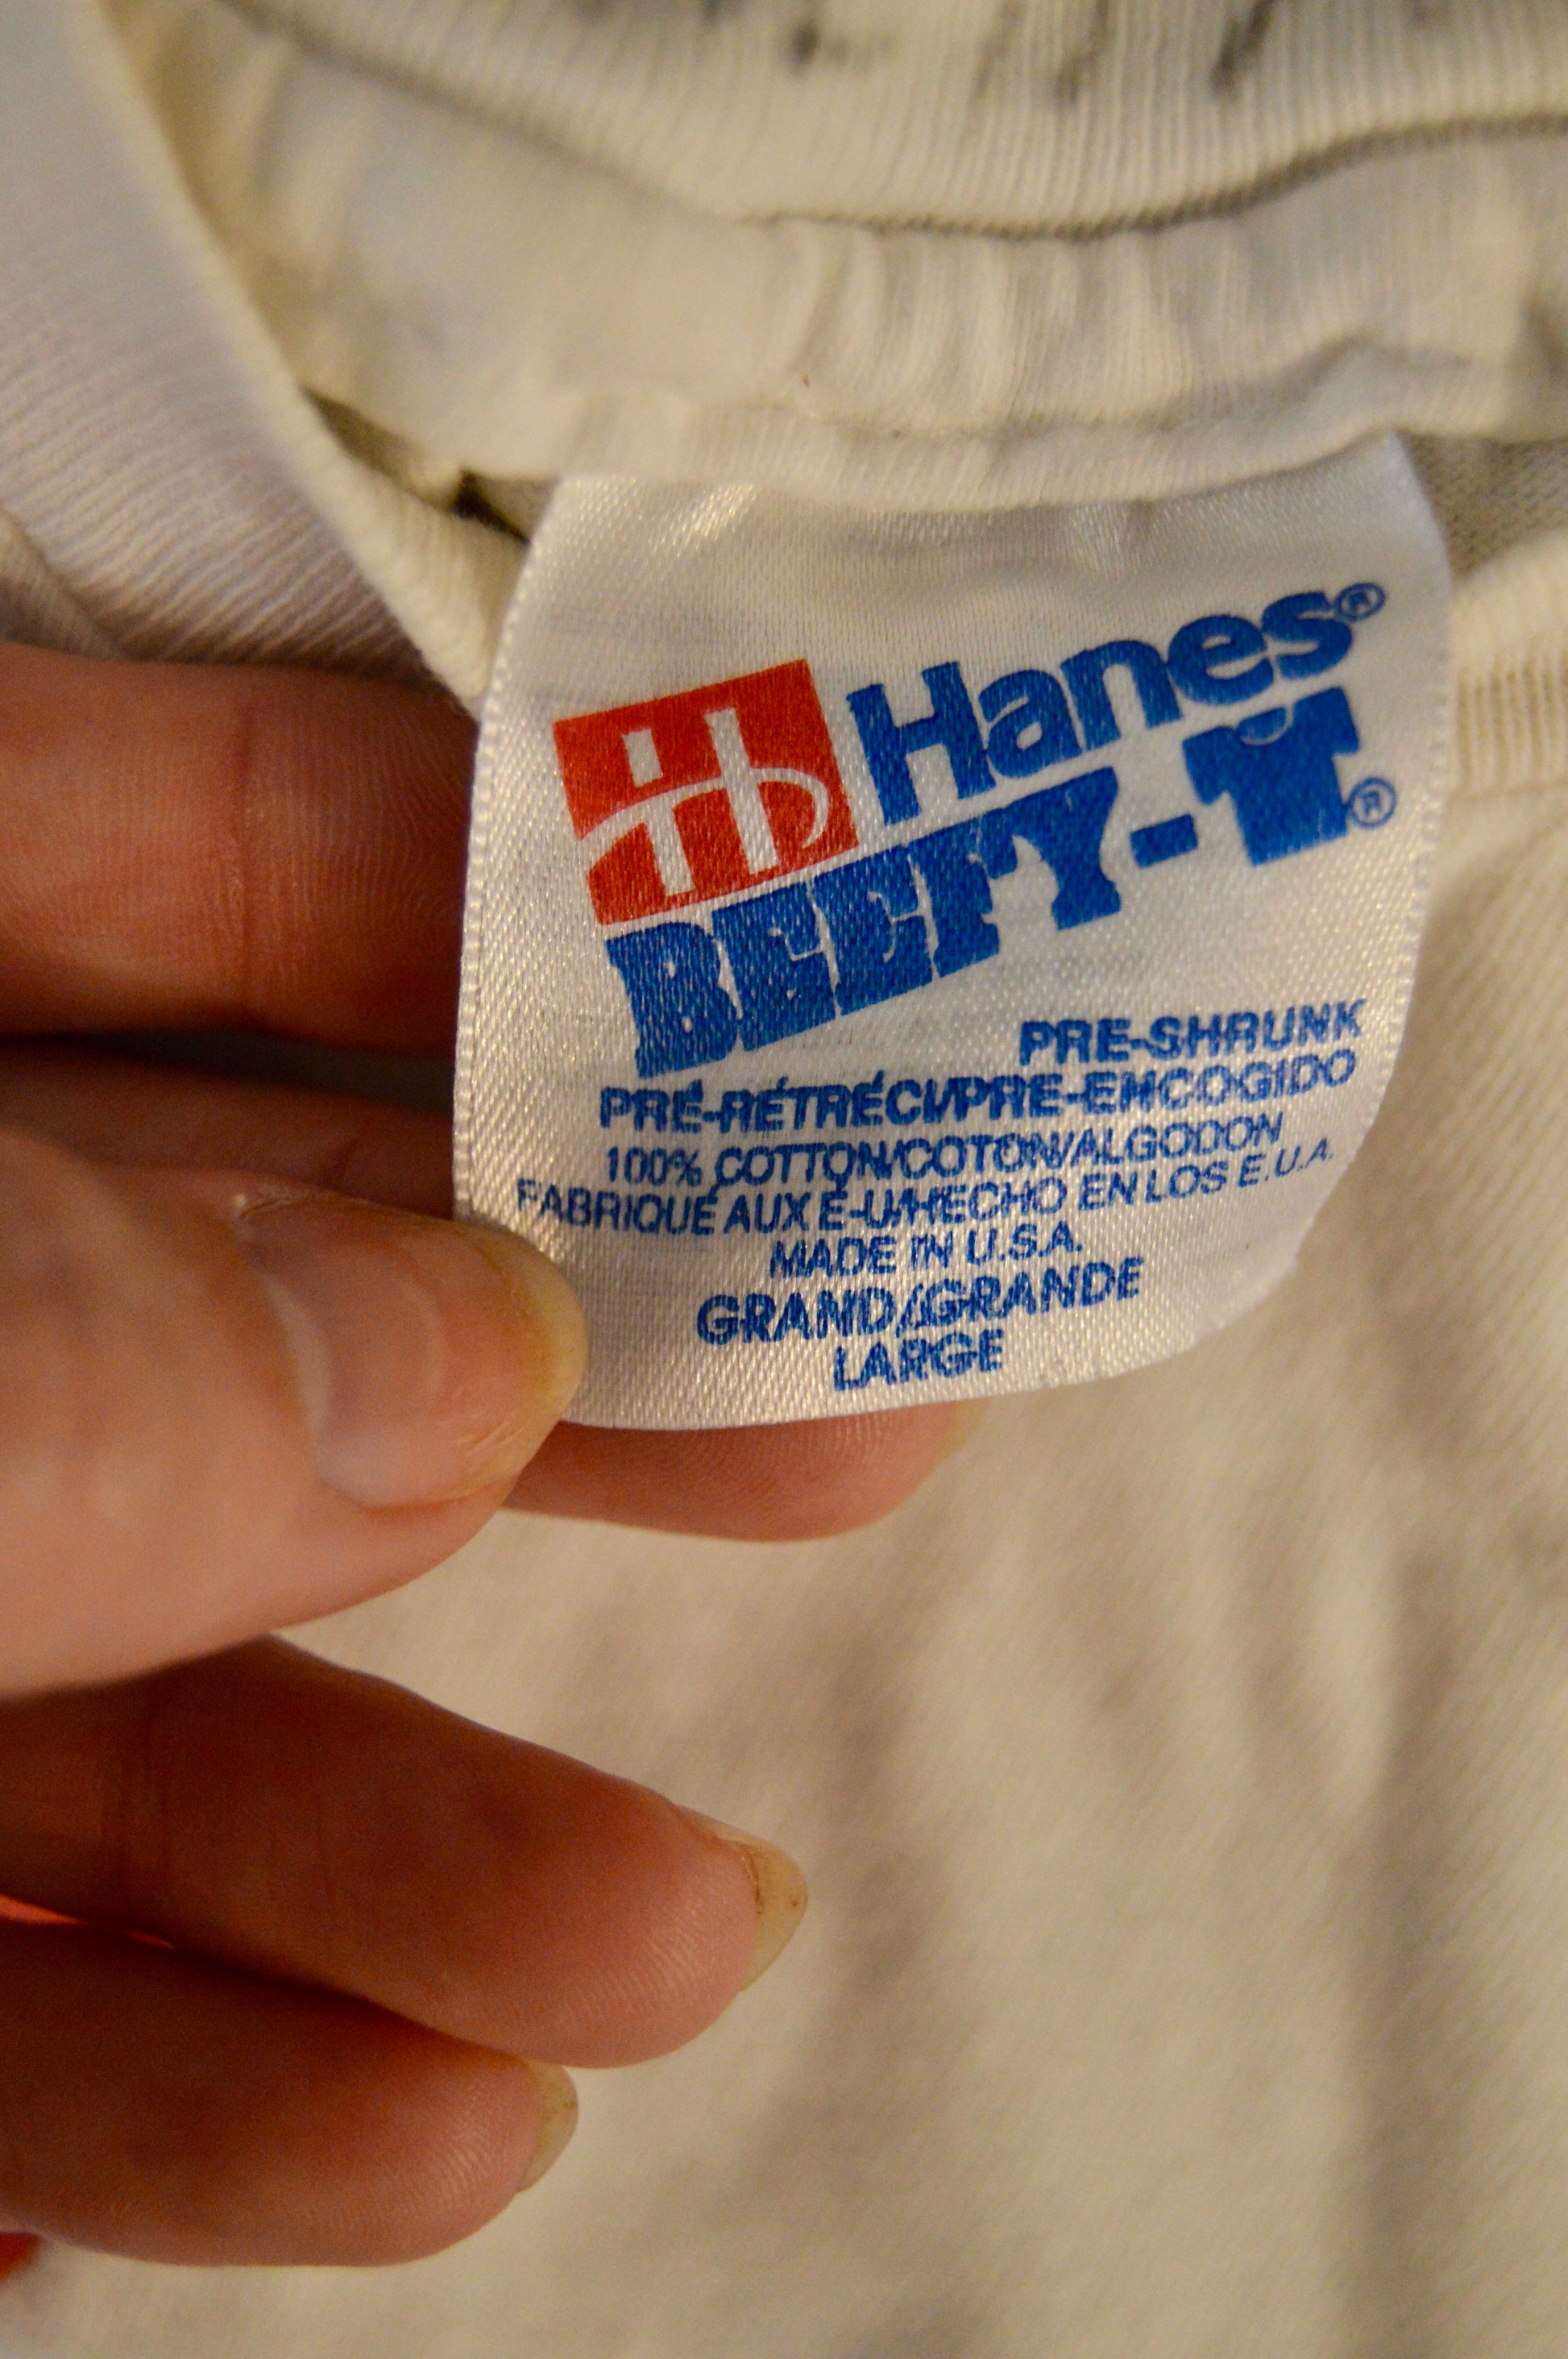 Hanes®
BEEFY-T®
PRE-SHRUNK
PRÉ-RÉTRÉCI/PRE-ENCOGIDO
100% COTTON/COTON/ALGODON
FABRIQUÉ AUX É-U/HECHO EN LOS E.U.A.
MADE IN U.S.A.
GRAND/GRANDE
LARGE